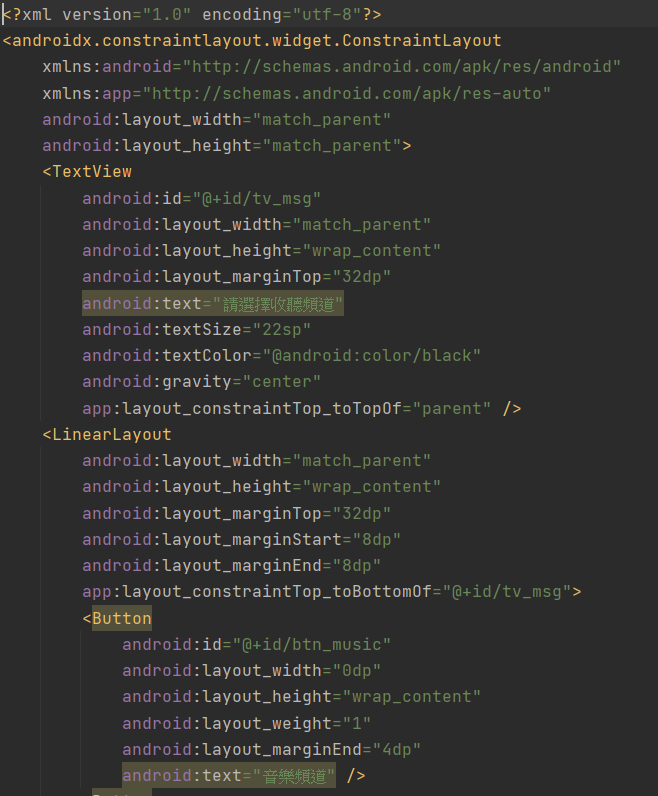 <?xml version="1.0" encoding="utf-8"?>
<androidx.constraintlayout.widget.ConstraintLayout
xmlns:android="http://schemas.android.com/apk/res/android"
xmlns:app="http://schemas.android.com/apk/res-auto"
android:layout_width="match_parent"
android:layout_height="match_parent">
<TextView
android:id="@+id/tv_msg"
android:layout_width="match_parent"
android:layout_height="wrap_content"
android:layout_marginTop="32dp"
android:text="請選擇收聽頻道"
android:textSize="22sp"
android:textColor="@android:color/black"
android:gravity="center"
app:layout_constraintTop_toTopOf="parent" />
<LinearLayout
android:layout_width="match_parent"
android:layout_height="wrap_content"
android:layout_marginTop="32dp"
android:layout_marginStart="8dp"
android:layout_marginEnd="8dp"
app:layout_constraintTop_toBottomOf="@+id/tv_msg">
<Button
android:id="@+id/btn_music"
android:layout_width="0dp"
android:layout_height="wrap_content"
android:layout_weight="1"
android:layout_marginEnd="4dp"
android:text="音樂頻道" />